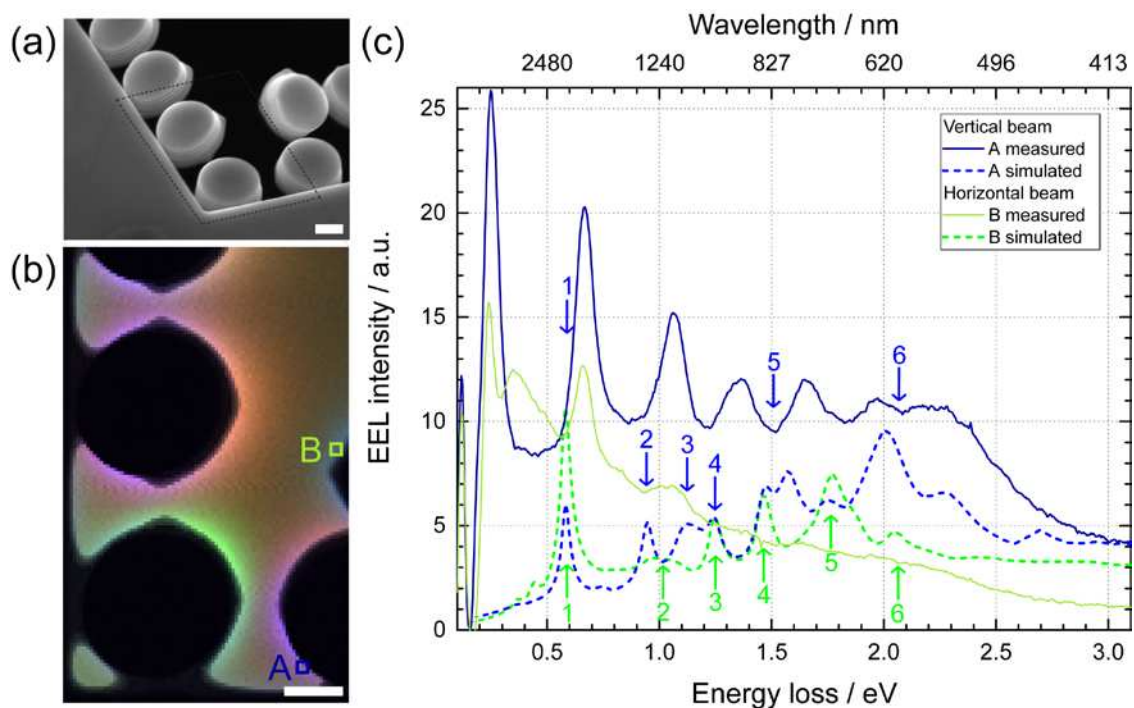 (a)
(b)
B
A
(c)
Wavelength / nm
2480 1240 827 620 496 413
EEL intensity / a.u.
25
20
15
10
5
0
Vertical beam
A measured
A simulated
Horizontal beam
B measured
B simulated
1
2
3
4
5
6
1
2
3
4
5
6
0.5 1.0 1.5 2.0 2.5 3.0
Energy loss / eV